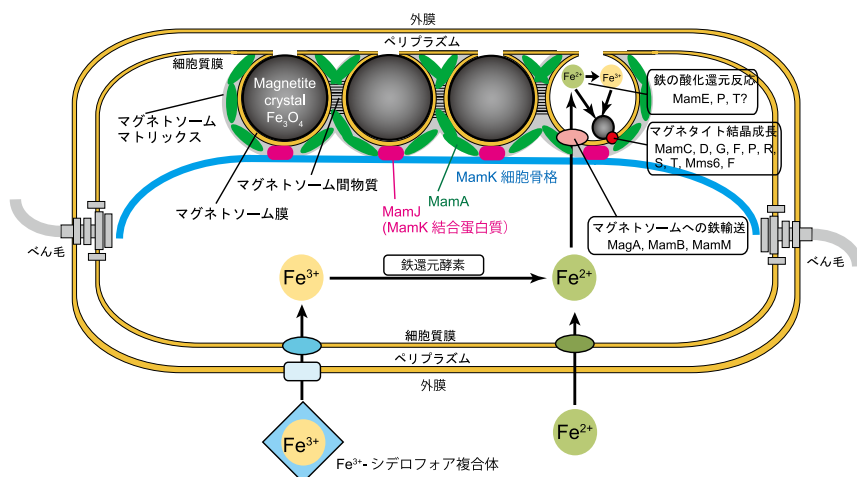 外膜
ペリプラズム
細胞質膜
Magnetite
crystal
Fe3O4
Fe2+
Fe3+
鉄の酸化還元反応
MamE, P, T?
マグネトソーム
マトリックス
マグネタイト結晶成長
MamC, D, G, F, P, R,
S, T, Mms6, F
マグネトソーム間物質
MamK 細胞骨格
MamA
マグネトソーム膜
MamJ
(MamK 結合蛋白質)
マグネトソームへの鉄輸送
MagA, MamB, MamM
べん毛
べん毛
Fe3+
鉄還元酵素
Fe2+
細胞質膜
ペリプラズム
外膜
Fe3+
Fe2+
Fe3+- シデロフォア複合体